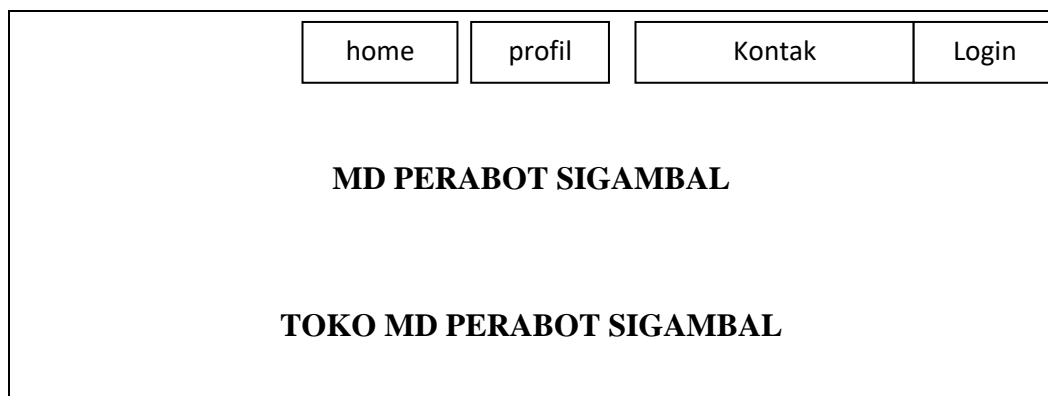 home profil Kontak Login
MD PERABOT SIGAMBAL
TOKO MD PERABOT SIGAMBAL